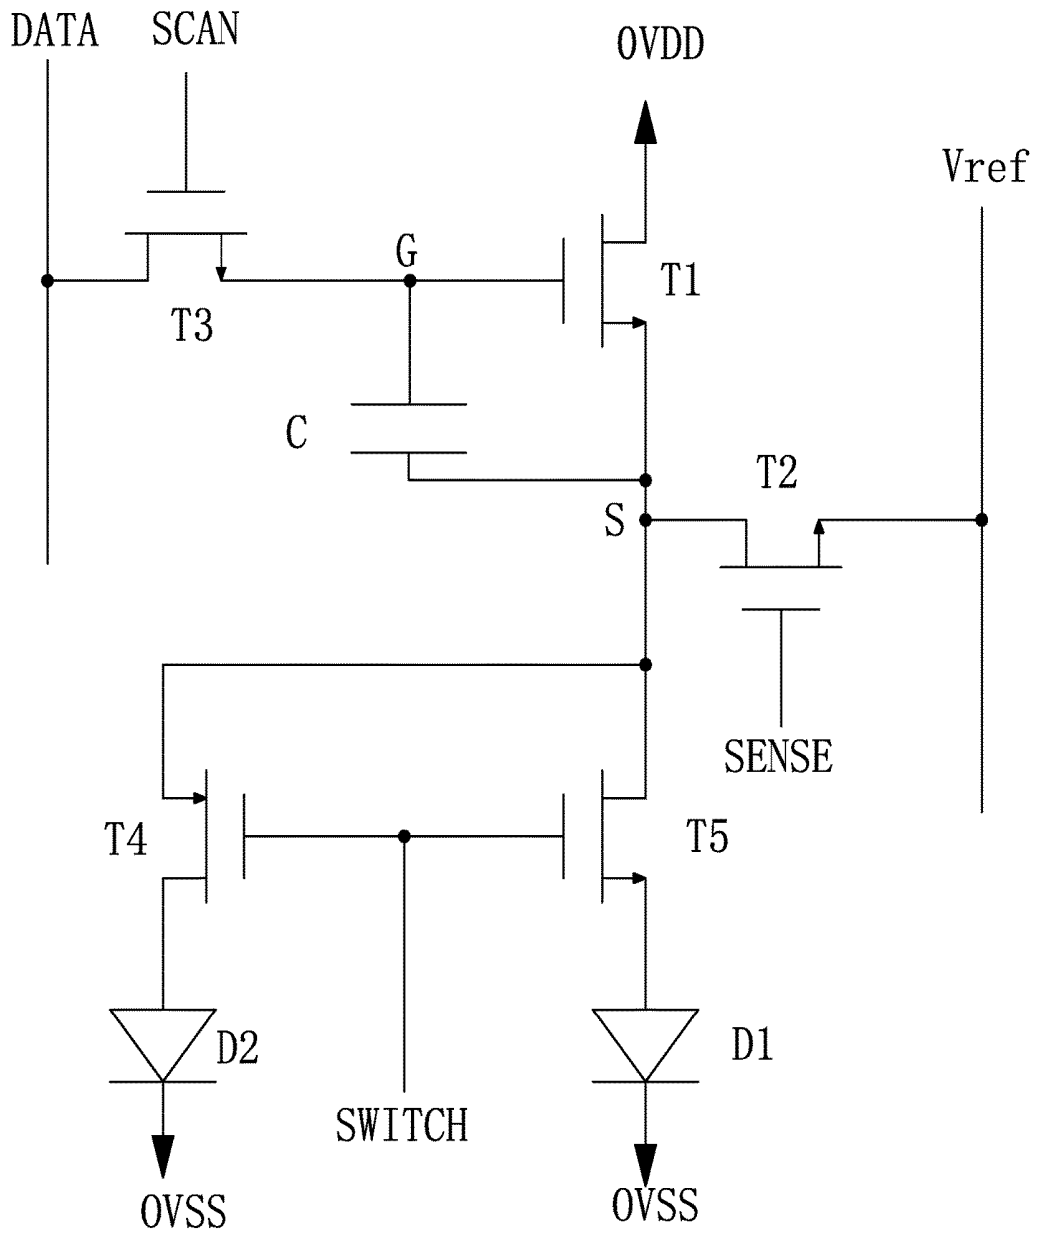 DATA
SCAN
OVDD
Vref
G
T1
T3
C
T2
S
SENSE
T4
T5
D2
D1
SWITCH
OVSS
OVSS